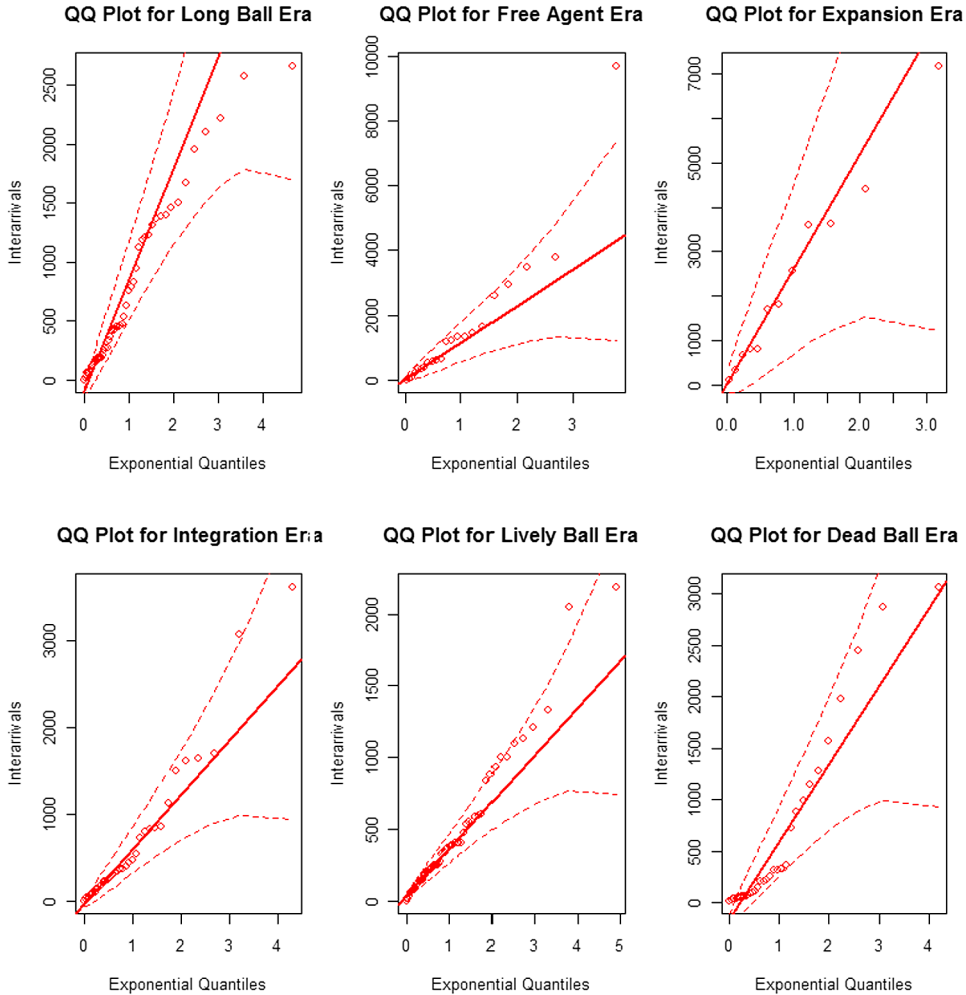 QQ Plot for Long Ball Era
QQ Plot for Free Agent Era
QQ Plot for Expansion Era
Interarrivals
0 500 1000 1500 2000 2500
0 1 2 3 4
Exponential Quantiles
Interarrivals
0 2000 4000 6000 8000 10000
0 1 2 3
Exponential Quantiles
Interarrivals
0 1000 3000 5000 7000
0.0 1.0 2.0 3.0
Exponential Quantiles
QQ Plot for Integration Era
QQ Plot for Lively Ball Era
QQ Plot for Dead Ball Era
Interarrivals
0 1000 2000 3000
0 1 2 3 4
Exponential Quantiles
Interarrivals
0 500 1000 1500 2000
0 1 2 3 4 5
Exponential Quantiles
Interarrivals
0 500 1000 1500 2000 2500 3000
0 1 2 3 4
Exponential Quantiles